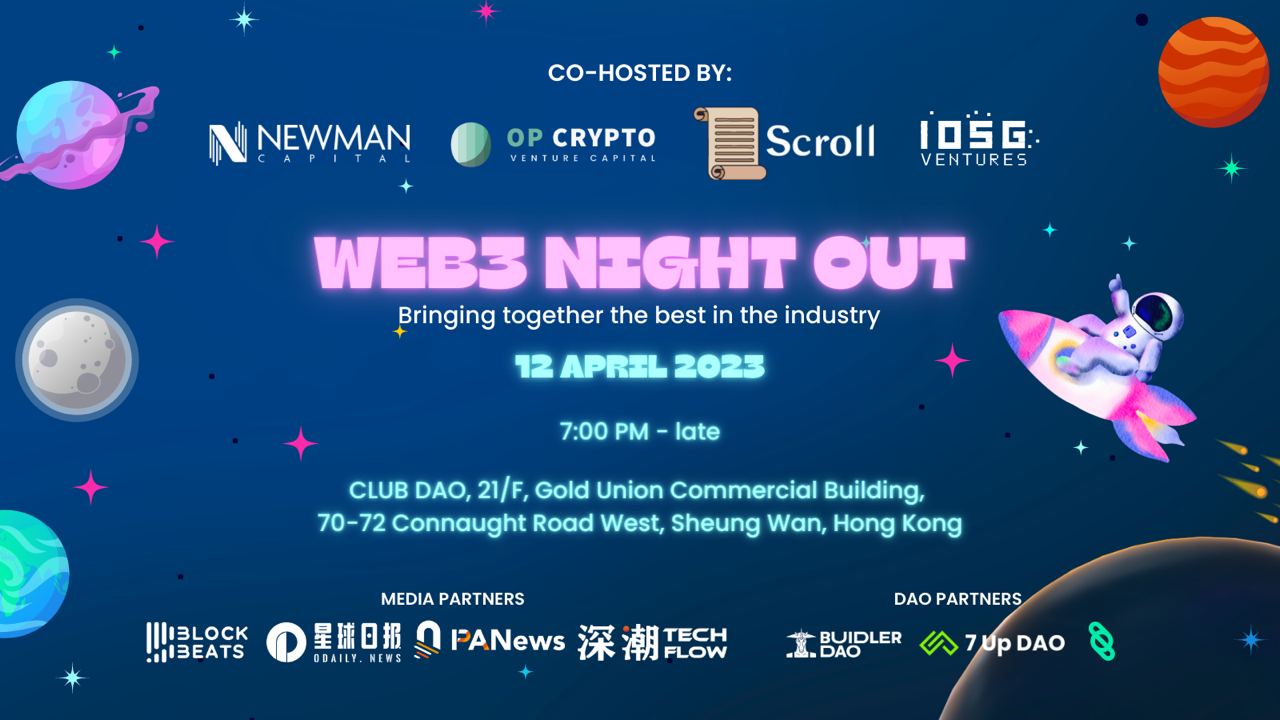 CO-HOSTED BY:
NEWMAN
CAPITAL
OP CRYPTO
VENTURE CAPITAL
Scroll
IOSG
VENTURES
WEB3 NIGHT OUT
Bringing together the best in the industry
12 APRIL 2023
7:00 PM - late
CLUB DAO, 21/F, Gold Union Commercial Building,
70-72 Connaught Road West, Sheung Wan, Hong Kong
MEDIA PARTNERS
BLOCK
BEATS
星球日报
ODAILY. NEWS
PANews
深潮
TECH
FLOW
DAO PARTNERS
BUIDLER
DAO
7 Up DAO